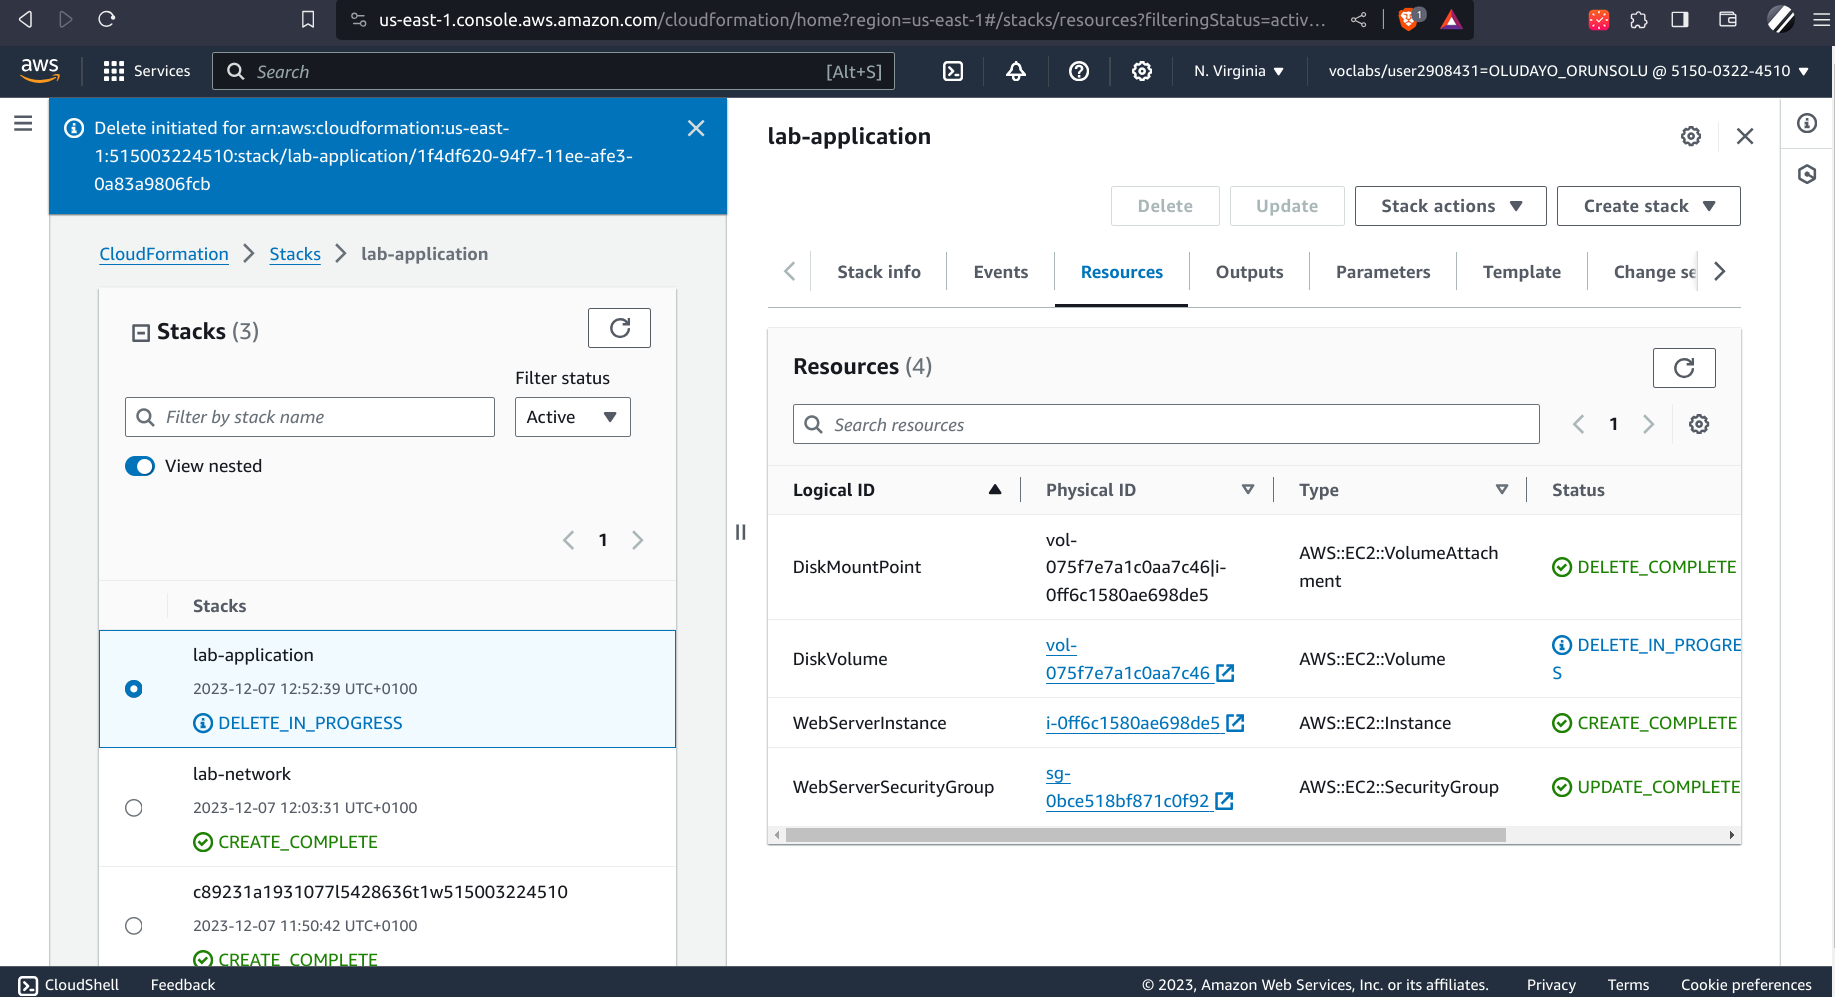 us-east-1.console.aws.amazon.com/cloudformation/home?region=us-east-1#/stacks/resources?filteringStatus=activ...
1
aws
Services
Search
[Alt+S]
N. Virginia
voclabs/user2908431=OLUDAYO_ORUNSOLU @ 5150-0322-4510
Delete initiated for arn:aws:cloudformation:us-east-
1:515003224510:stack/lab-application/1f4df620-94f7-11ee-afe3-
0a83a9806fcb
CloudFormation
Stacks
lab-application
Stacks (3)
Filter status
Filter by stack name
Active
View nested
1
Stacks
lab-application
2023-12-07 12:52:39 UTC+0100
DELETE_IN_PROGRESS
lab-network
2023-12-07 12:03:31 UTC+0100
CREATE_COMPLETE
c89231a1931077l5428636t1w515003224510
2023-12-07 11:50:42 UTC+0100
CREATE_COMPLETE
lab-application
Delete
Update
Stack actions
Create stack
Stack info
Events
Resources
Outputs
Parameters
Template
Change se
Resources (4)
Search resources
1
Logical ID
Physical ID
Type
Status
DiskMountPoint
vol-
075f7e7a1c0aa7c46|i-
0ff6c1580ae698de5
AWS::EC2::VolumeAttach
ment
DELETE_COMPLETE
DiskVolume
vol-
075f7e7a1c0aa7c46
AWS::EC2::Volume
DELETE_IN_PROGRE
S
WebServerInstance
i-0ff6c1580ae698de5
AWS::EC2::Instance
CREATE_COMPLETE
WebServerSecurityGroup
sg-
0bce518bf871c0f92
AWS::EC2::SecurityGroup
UPDATE_COMPLETE
CloudShell
Feedback
© 2023, Amazon Web Services, Inc. or its affiliates.
Privacy
Terms
Cookie preferences